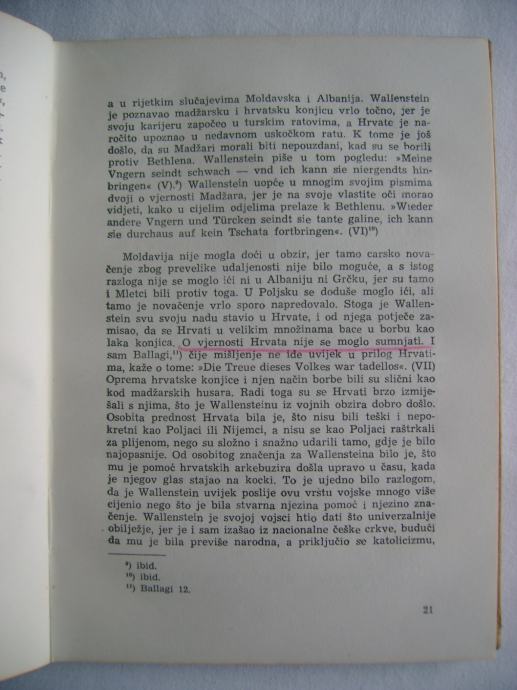 a u rijetkim slučajevima Moldavska i Albanija. Wallenstein
je poznavao madžarsku i hrvatsku konjicu vrlo točno, jer je
svoju karijeru započeo u turskim ratovima, a Hrvate je na-
ročito upoznao u nedavnom uskočkom ratu. K tome je još
došlo, da su Madžari morali biti nepouzdani, kad su se borili
protiv Bethlena. Wallenstein piše u tom pogledu: »Meine
Vngern seindt schwach — vnd ich kann sie niergendts hin-
bringen« (V).⁹) Wallenstein uopće u mnogim svojim pismima
dvoji o vjernosti Madžara, jer je na svoje vlastite oči morao
vidjeti, kako u cijelim odjelima prelaze k Bethlenu. »Wieder
andere Vngern und Türcken seindt sie tante galine, ich kann
sie durchaus auf kein Tschata fortbringen«. (VI)¹⁰)
Moldavija nije mogla doći u obzir, jer tamo carsko nova-
čenje zbog prevelike udaljenosti nije bilo moguće, a s istog
razloga nije se moglo ići ni u Albaniju ni Grčku, jer su tamo
i Mletci bili protiv toga. U Poljsku se doduše moglo ići, ali
tamo je novačenje vrlo sporo napredovalo. Stoga je Wallen-
stein svu svoju nadu stavio u Hrvate, i od njega potječe za-
misao, da se Hrvati u velikim množinama bace u borbu kao
laka konjica. O vjernosti Hrvata nije se moglo sumnjati. I
sam Ballagi,¹¹) čije mišljenje ne ide uvijek u prilog Hrvati-
ma, kaže o tome: »Die Treue dieses Volkes war tadellos«. (VII)
Oprema hrvatske konjice i njen način borbe bili su slični kao
kod madžarskih husara. Radi toga su se Hrvati brzo izmije-
šali s njima, što je Wallensteinu iz vojnih obzira dobro došlo.
Osobita prednost Hrvata bila je, što nisu bili teški i nepo-
kretni kao Poljaci ili Nijemci, a nisu se kao Poljaci raštrkali
za plijenom, nego su složno i snažno udarili tamo, gdje je bilo
najopasnije. Od osobitog značenja za Wallensteina bilo je, što
mu je pomoć hrvatskih arkebuzira došla upravo u času, kada
je njegov glas stajao na kocki. To je ujedno bilo razlogom,
da je Wallenstein uvijek poslije ovu vrstu vojske mnogo više
cijenio nego što je bila stvarna njezina pomoć i njezino zna-
čenje. Wallenstein je svojoj vojsci htio dati što univerzalnije
obilježje, jer je i sam izašao iz nacionalne češke crkve, budući
da mu je bila previše narodna, a priključio se katolicizmu,
⁹) ibid.
¹⁰) ibid.
¹¹) Ballagi 12.
21